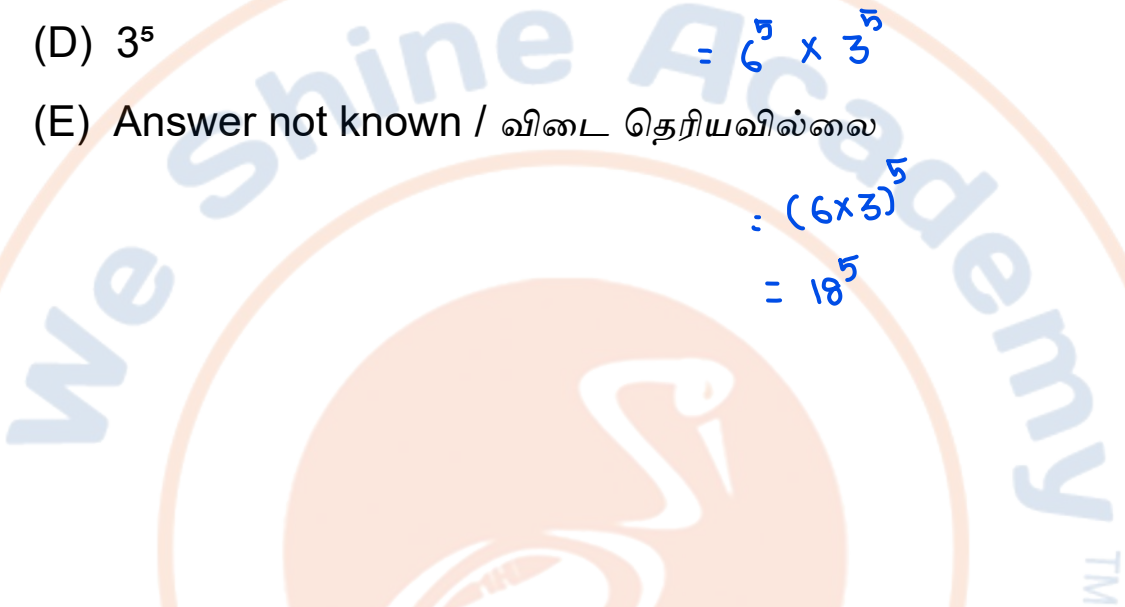 (D) 3⁵
= 6⁵ × 3⁵
(E) Answer not known / விடை தெரியவில்லை
= (6×3)⁵
= 18⁵
We Shine Academy TM